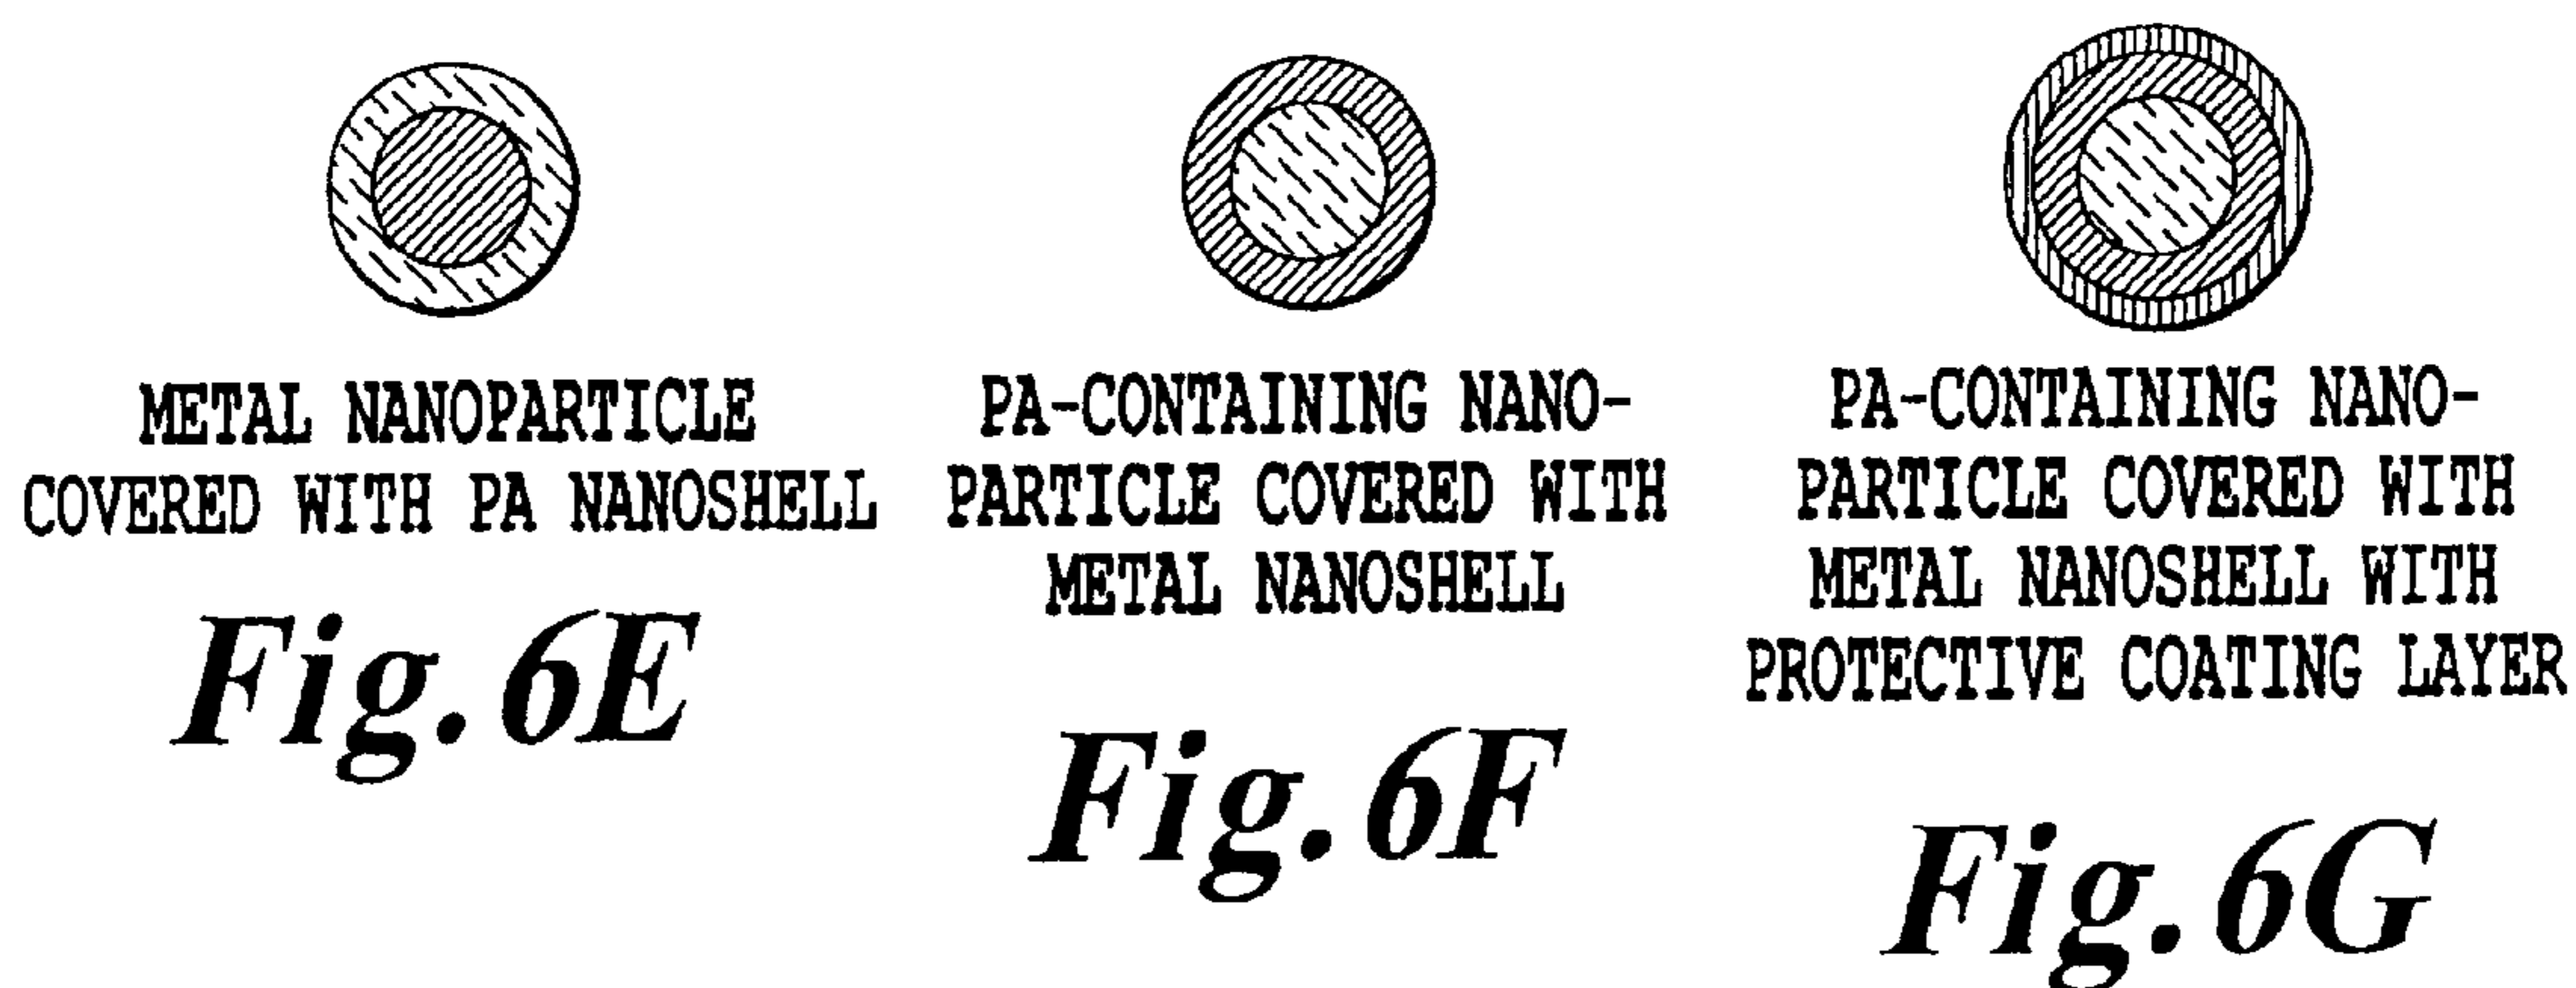 METAL NANOPARTICLE
COVERED WITH PA NANOSHELL
Fig. 6E
PA-CONTAINING NANO-
PARTICLE COVERED WITH
METAL NANOSHELL
Fig. 6F
PA-CONTAINING NANO-
PARTICLE COVERED WITH
METAL NANOSHELL WITH
PROTECTIVE COATING LAYER
Fig. 6G